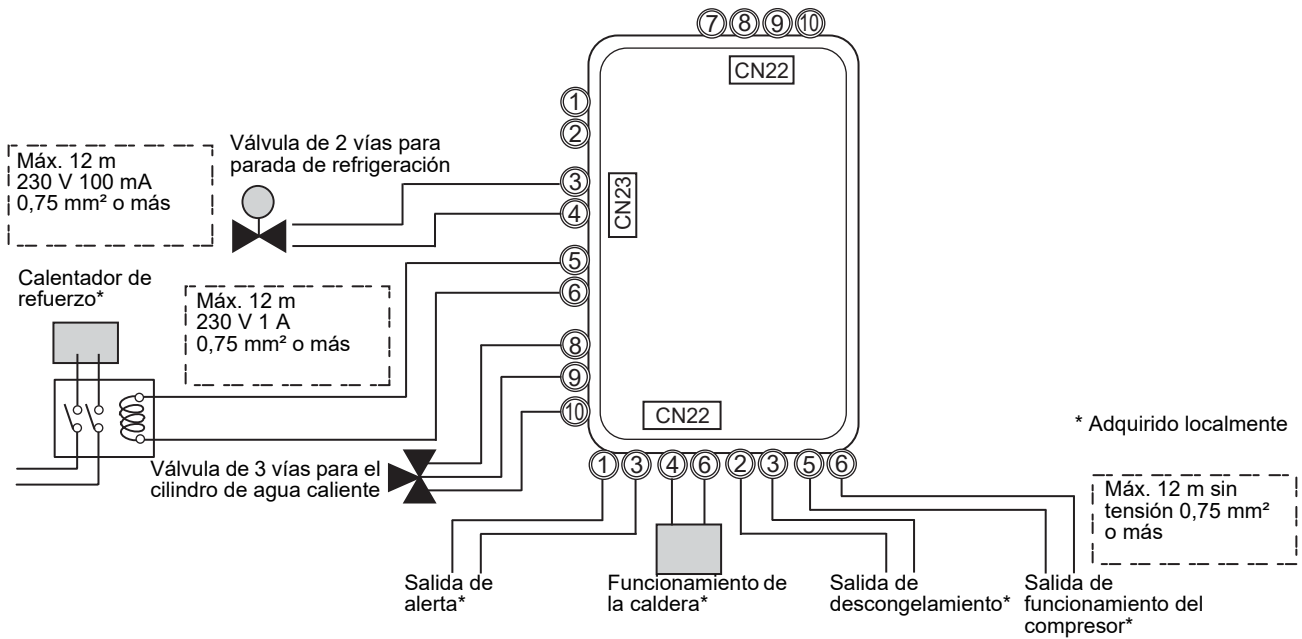 ⑦ ⑧ ⑨ ⑩
CN22
①
②
Máx. 12 m
230 V 100 mA
0,75 mm² o más
Válvula de 2 vías para
parada de refrigeración
③
④
CN23
⑤
⑥
Calentador de
refuerzo*
Máx. 12 m
230 V 1 A
0,75 mm² o más
⑧
⑨
⑩
CN22
* Adquirido localmente
Válvula de 3 vías para el
cilindro de agua caliente
① ③ ④ ⑥ ② ③ ⑤ ⑥
Máx. 12 m sin
tensión 0,75 mm²
o más
Salida de
alerta*
Funcionamiento de
la caldera*
Salida de
descongelamiento*
Salida de
funcionamiento del
compresor*